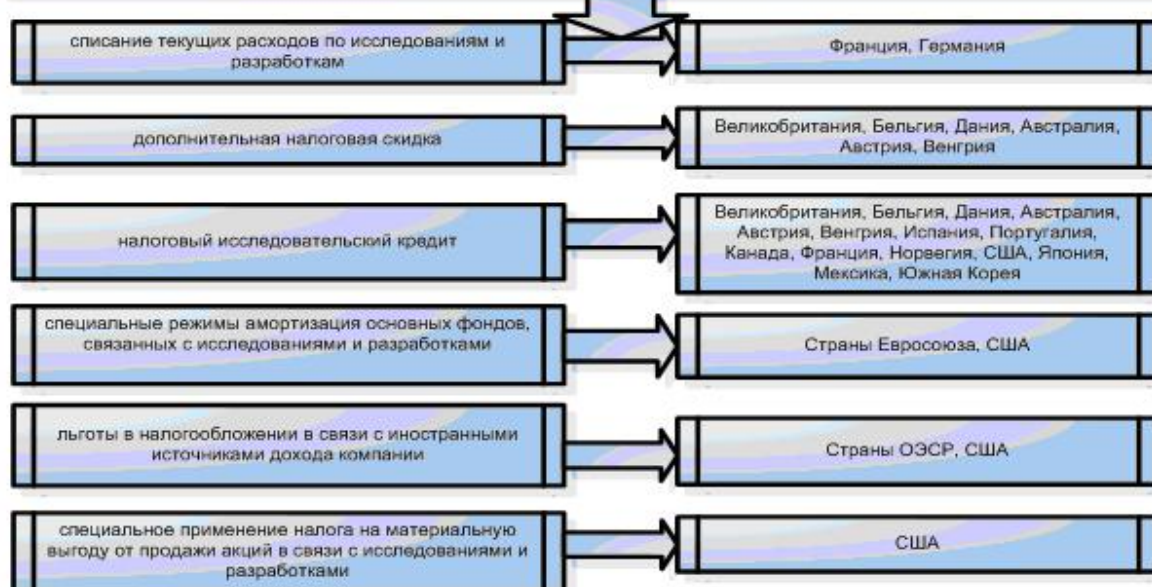 списание текущих расходов по исследованиям и
разработкам
Франция, Германия
дополнительная налоговая скидка
Великобритания, Бельгия, Дания, Австралия,
Австрия, Венгрия
налоговый исследовательский кредит
Великобритания, Бельгия, Дания, Австралия,
Австрия, Венгрия, Испания, Португалия,
Канада, Франция, Норвегия, США, Япония,
Мексика, Южная Корея
специальные режимы амортизация основных фондов,
связанных с исследованиями и разработками
Страны Евросоюза, США
льготы в налогообложении в связи с иностранными
источниками дохода компании
Страны ОЭСР, США
специальное применение налога на материальную
выгоду от продажи акций в связи с исследованиями и
разработками
США